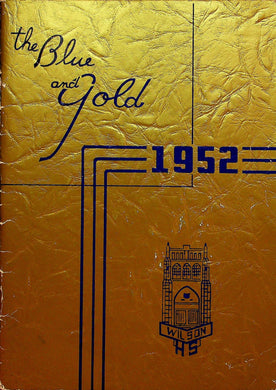 the Blue
and Gold
1952
WILSON
HS